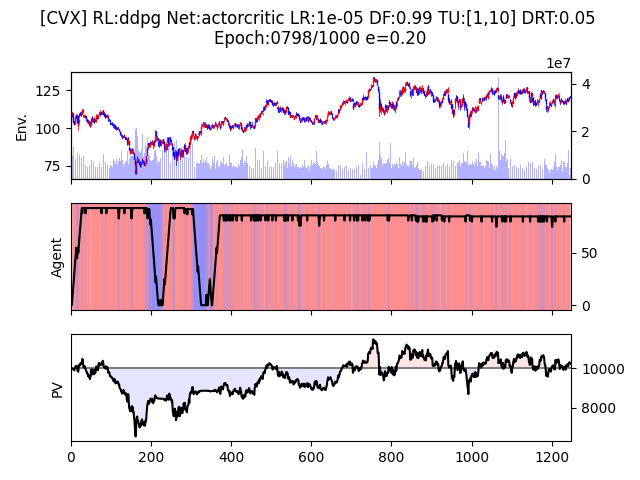 [CVX] RL:ddpg Net:actorcritic LR:1e-05 DF:0.99 TU:[1,10] DRT:0.05
Epoch:0798/1000 e=0.20
1e7
125
100
75
Env.
4
2
0
Agent
50
0
PV
10000
8000
0
200
400
600
800
1000
1200